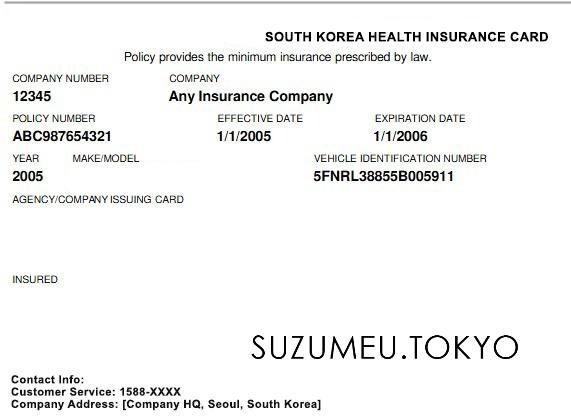 SOUTH KOREA HEALTH INSURANCE CARD
Policy provides the minimum insurance prescribed by law.
COMPANY NUMBER COMPANY
12345 Any Insurance Company
POLICY NUMBER EFFECTIVE DATE EXPIRATION DATE
ABC987654321 1/1/2005 1/1/2006
YEAR MAKE/MODEL VEHICLE IDENTIFICATION NUMBER
2005 5FNRL38855B005911
AGENCY/COMPANY ISSUING CARD
INSURED
SUZUMEU.TOKYO
Contact Info:
Customer Service: 1588-XXXX
Company Address: [Company HQ, Seoul, South Korea]